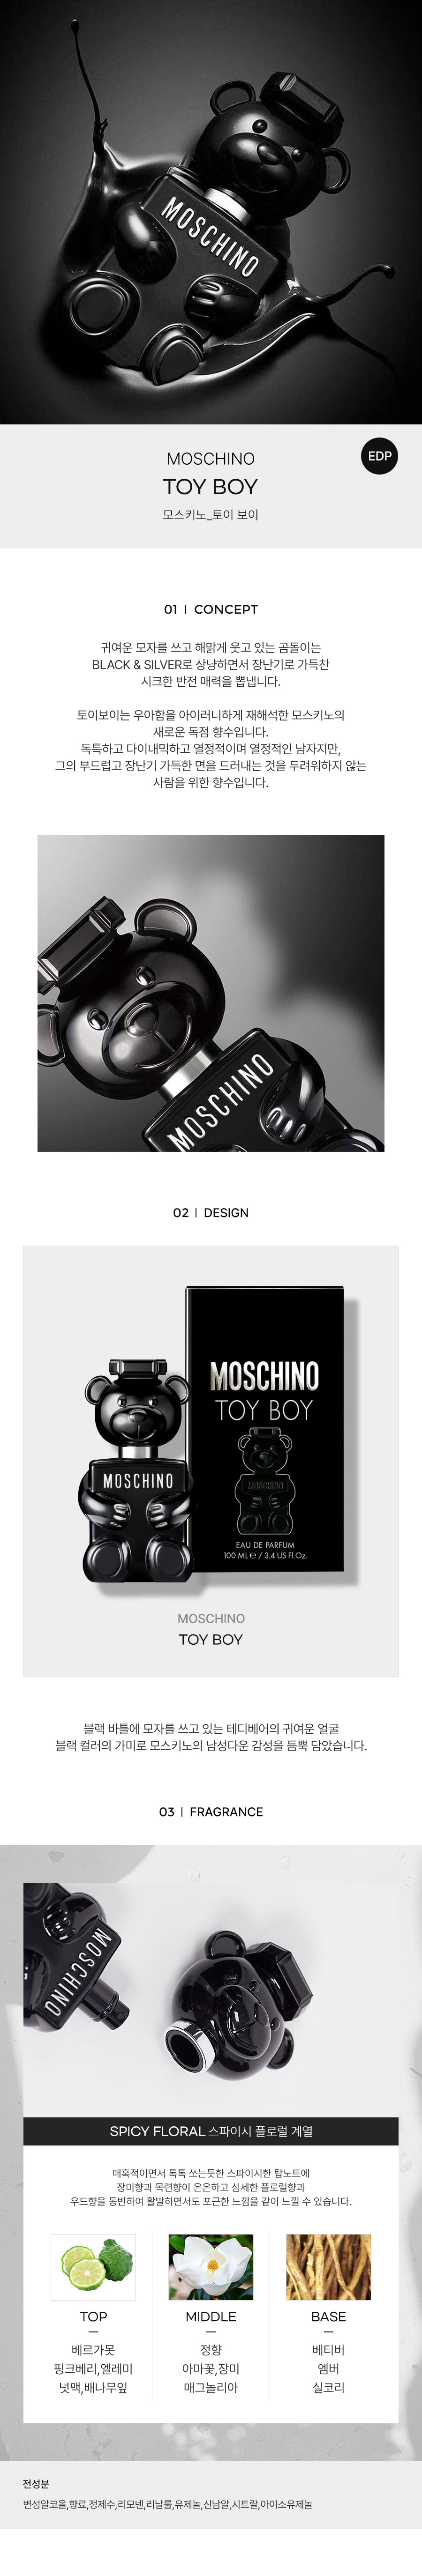 MOSCHINO
MOSCHINO
TOY BOY
모스키노_토이 보이
EDP
01 | CONCEPT
귀여운 모자를 쓰고 해맑게 웃고 있는 곰돌이는
BLACK & SILVER로 상냥하면서 장난기로 가득찬
시크한 반전 매력을 뽑냅니다.
토이보이는 우아함을 아이러니하게 재해석한 모스키노의
새로운 독점 향수입니다.
독특하고 다이내믹하고 열정적이며 열정적인 남자지만,
그의 부드럽고 장난기 가득한 면을 드러내는 것을 두려워하지 않는
사람을 위한 향수입니다.
MOSCHINO
02 | DESIGN
MOSCHINO
TOY BOY
MOSCHINO
EAU DE PARFUM
100 ML ℮ / 3.4 US Fl.Oz.
MOSCHINO
MOSCHINO
TOY BOY
블랙 바틀에 모자를 쓰고 있는 테디베어의 귀여운 얼굴
블랙 컬러의 가미로 모스키노의 남성다운 감성을 듬뿍 담았습니다.
03 | FRAGRANCE
MOSCHINO
SPICY FLORAL 스파이시 플로럴 계열
매혹적이면서 톡톡 쏘는듯한 스파이시한 탑노트에
장미향과 목련향이 은은하고 섬세한 플로럴향과
우드향을 동반하여 활발하면서도 포근한 느낌을 같이 느낄 수 있습니다.
TOP
베르가못
핑크베리,엘레미
넛맥,배나무잎
MIDDLE
정향
아마꽃,장미
매그놀리아
BASE
베티버
엠버
실코리
전성분
변성알코올,향료,정제수,리모넨,리날룰,유제놀,신남알,시트랄,아이소유제놀